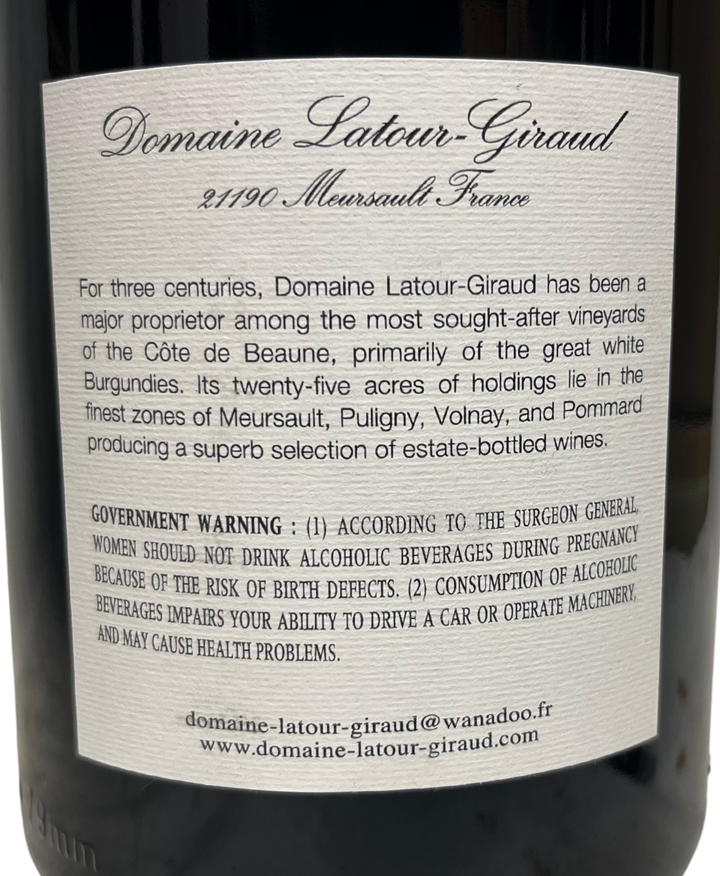 Domaine Latour-Giraud
21190 Meursault France
For three centuries, Domaine Latour-Giraud has been a
major proprietor among the most sought-after vineyards
of the Côte de Beaune, primarily of the great white
Burgundies. Its twenty-five acres of holdings lie in the
finest zones of Meursault, Puligny, Volnay, and Pommard
producing a superb selection of estate-bottled wines.
GOVERNMENT WARNING : (1) ACCORDING TO THE SURGEON GENERAL,
WOMEN SHOULD NOT DRINK ALCOHOLIC BEVERAGES DURING PREGNANCY
BECAUSE OF THE RISK OF BIRTH DEFECTS. (2) CONSUMPTION OF ALCOHOLIC
BEVERAGES IMPAIRS YOUR ABILITY TO DRIVE A CAR OR OPERATE MACHINERY,
AND MAY CAUSE HEALTH PROBLEMS.
domaine-latour-giraud@wanadoo.fr
www.domaine-latour-giraud.com